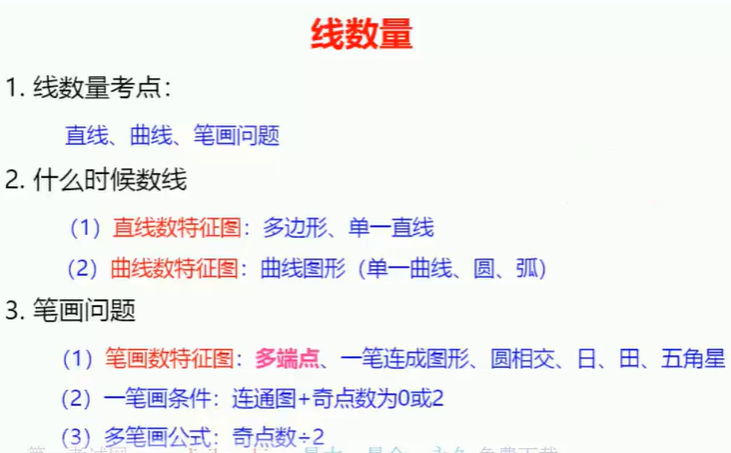 线数量
1. 线数量考点：
直线、曲线、笔画问题
2. 什么时候数线
（1）直线数特征图：多边形、单一直线
（2）曲线数特征图：曲线图形（单一曲线、圆、弧）
3. 笔画问题
（1）笔画数特征图：多端点、一笔连成图形、圆相交、日、田、五角星
（2）一笔画条件：连通图+奇点数为0或2
（3）多笔画公式：奇点数÷2